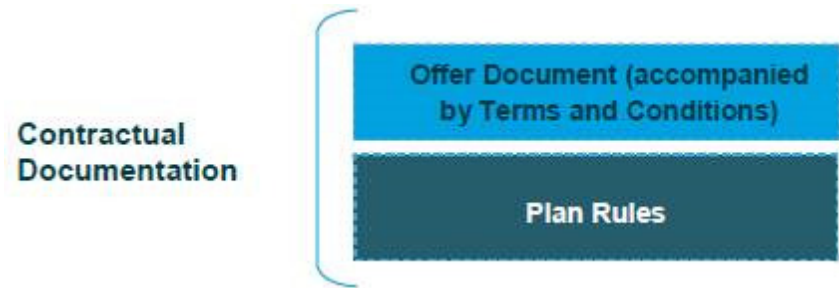 Contractual
Documentation
Offer Document (accompanied
by Terms and Conditions)
Plan Rules